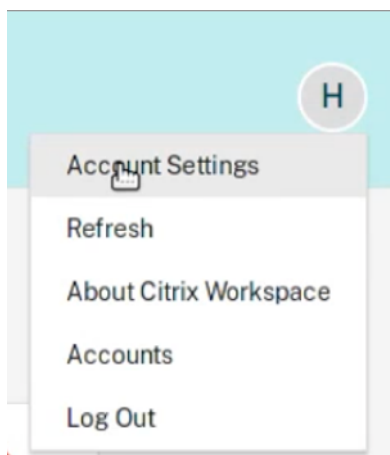 H
Account Settings
Refresh
About Citrix Workspace
Accounts
Log Out